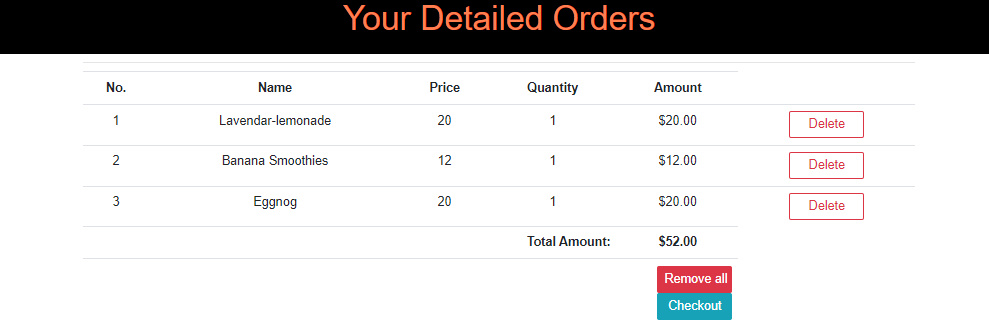 Your Detailed Orders
No. Name Price Quantity Amount
1 Lavendar-lemonade 20 1 $20.00 Delete
2 Banana Smoothies 12 1 $12.00 Delete
3 Eggnog 20 1 $20.00 Delete
Total Amount: $52.00
Remove all
Checkout